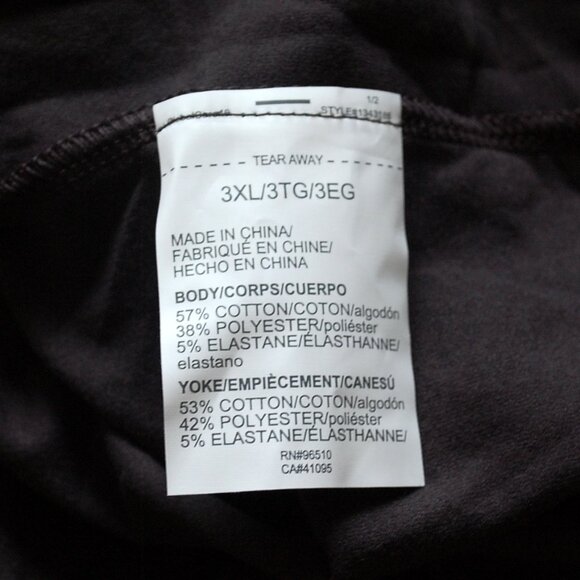 1/2
TEAR AWAY
3XL/3TG/3EG
MADE IN CHINA/
FABRIQUÉ EN CHINE/
HECHO EN CHINA
BODY/CORPS/CUERPO
57% COTTON/COTON/algodón
38% POLYESTER/poliéster
5% ELASTANE/ÉLASTHANNE/
elastano
YOKE/EMPIÈCEMENT/CANESÚ
53% COTTON/COTON/algodón
42% POLYESTER/poliéster
5% ELASTANE/ÉLASTHANNE/
RN#96510
CA#41095